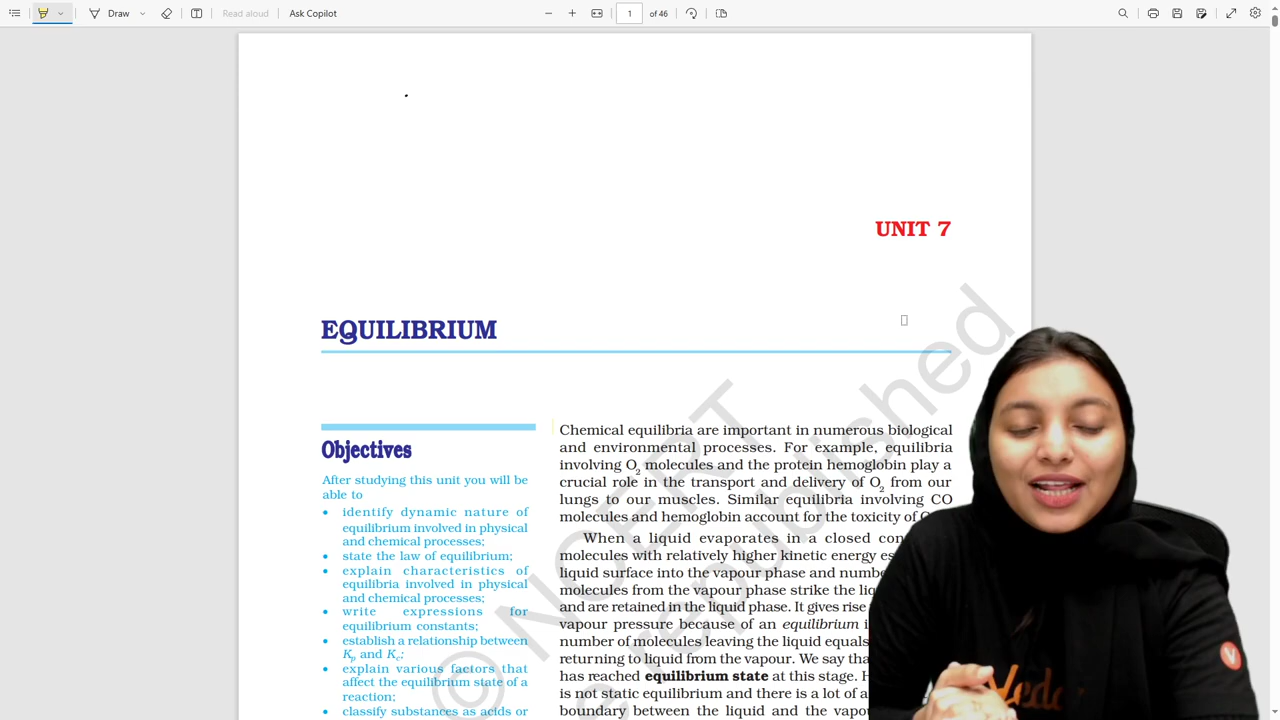 Draw
Read aloud
Ask Copilot
1
of 46
UNIT 7
EQUILIBRIUM
Objectives
After studying this unit you will be
able to
• identify dynamic nature of
equilibrium involved in physical
and chemical processes;
• state the law of equilibrium;
• explain characteristics of
equilibria involved in physical
and chemical processes;
• write expressions for
equilibrium constants;
• establish a relationship between
Kp and Kc;
• explain various factors that
affect the equilibrium state of a
reaction;
• classify substances as acids or
Chemical equilibria are important in numerous biological
and environmental processes. For example, equilibria
involving O2 molecules and the protein hemoglobin play a
crucial role in the transport and delivery of O2 from our
lungs to our muscles. Similar equilibria involving CO
molecules and hemoglobin account for the toxicity of
When a liquid evaporates in a closed
molecules with relatively higher kinetic energy
liquid surface into the vapour phase and
molecules from the vapour phase strike the
and are retained in the liquid phase. It gives rise
vapour pressure because of an equilibrium
number of molecules leaving the liquid equals
returning to liquid from the vapour. We say
has reached equilibrium state at this stage.
is not static equilibrium and there is a lot of
boundary between the liquid and the
© NCERT
republished
V